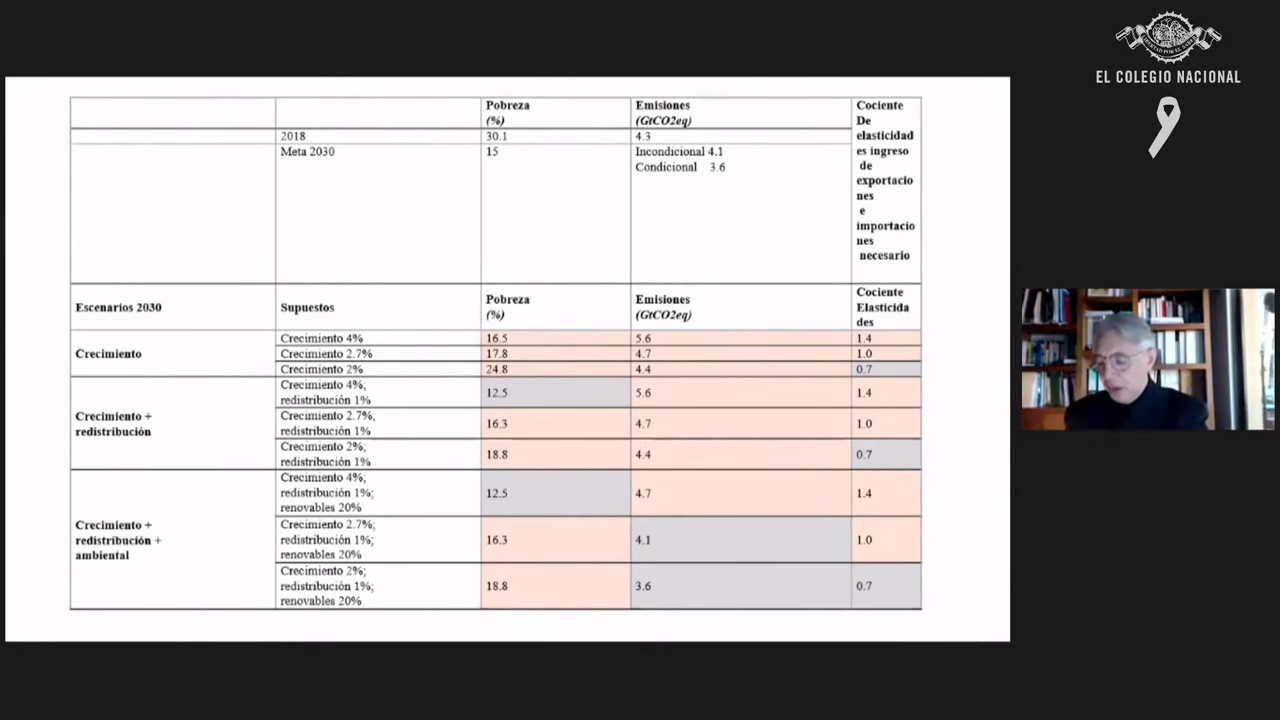 EL COLEGIO NACIONAL
Pobreza
(%)
Emisiones
(GtCO2eq)
Cociente
De
elasticidad
es ingreso
de
exportacio
nes
e
importacio
nes
necesario
2018
30.1
4.3
Meta 2030
15
Incondicional 4.1
Condicional 3.6
Escenarios 2030
Supuestos
Pobreza
(%)
Emisiones
(GtCO2eq)
Cociente
Elasticida
des
Crecimiento
Crecimiento 4%
16.5
5.6
1.4
Crecimiento 2.7%
17.8
4.7
1.0
Crecimiento 2%
24.8
4.4
0.7
Crecimiento +
redistribución
Crecimiento 4%;
redistribución 1%
12.5
5.6
1.4
Crecimiento 2.7%;
redistribución 1%
16.3
4.7
1.0
Crecimiento 2%;
redistribución 1%
18.8
4.4
0.7
Crecimiento +
redistribución +
ambiental
Crecimiento 4%;
redistribución 1%;
renovables 20%
12.5
4.7
1.4
Crecimiento 2.7%;
redistribución 1%;
renovables 20%
16.3
4.1
1.0
Crecimiento 2%;
redistribución 1%;
renovables 20%
18.8
3.6
0.7